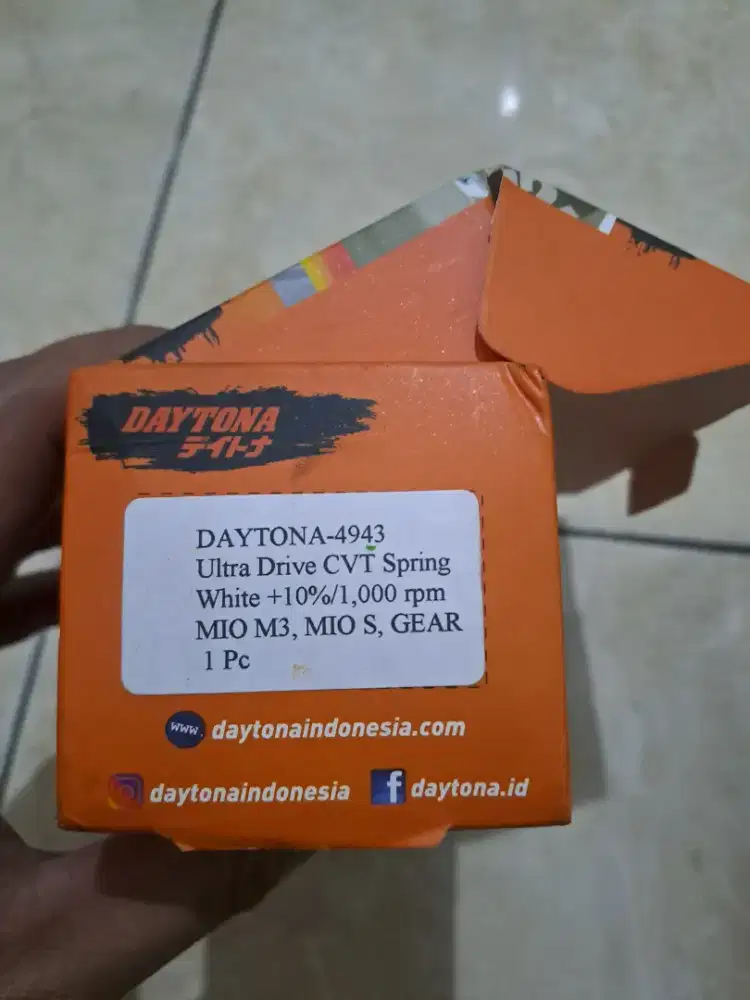 DAYTONA
デイトナ
DAYTONA-4943
Ultra Drive CVT Spring
White +10%/1,000 rpm
MIO M3, MIO S, GEAR
1 Pc
www. daytonaindonesia.com
daytonaindonesia f daytona.id